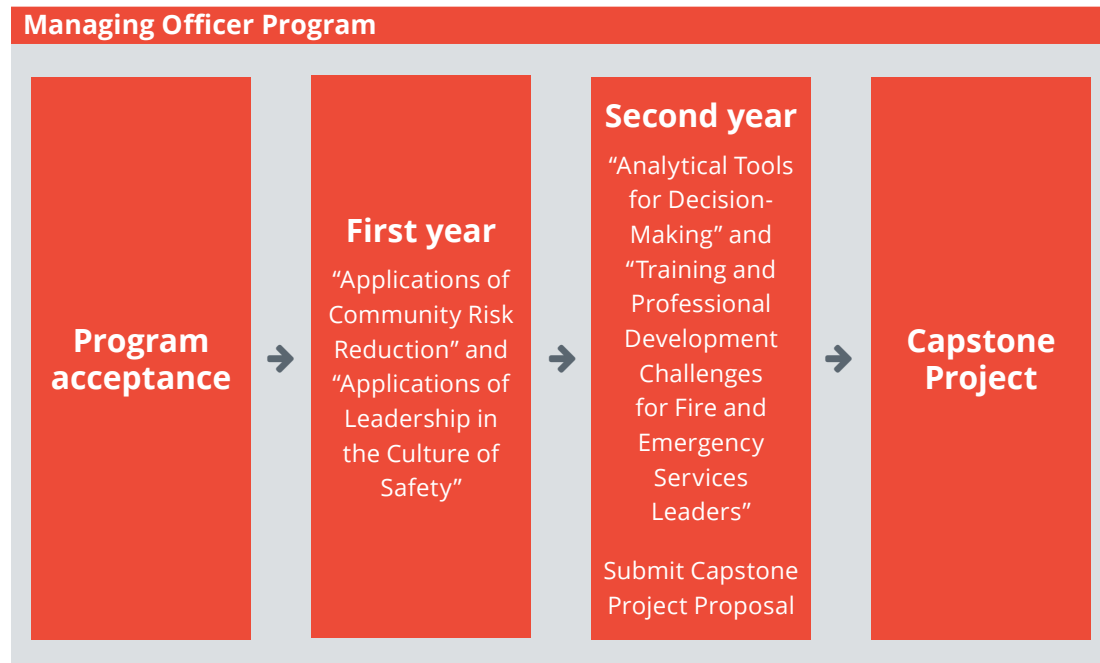 Managing Officer Program
Program
acceptance
First year
“Applications of
Community Risk
Reduction” and
“Applications of
Leadership in
the Culture of
Safety”
Second year
“Analytical Tools
for Decision-
Making” and
“Training and
Professional
Development
Challenges
for Fire and
Emergency
Services
Leaders”
Submit Capstone
Project Proposal
Capstone
Project